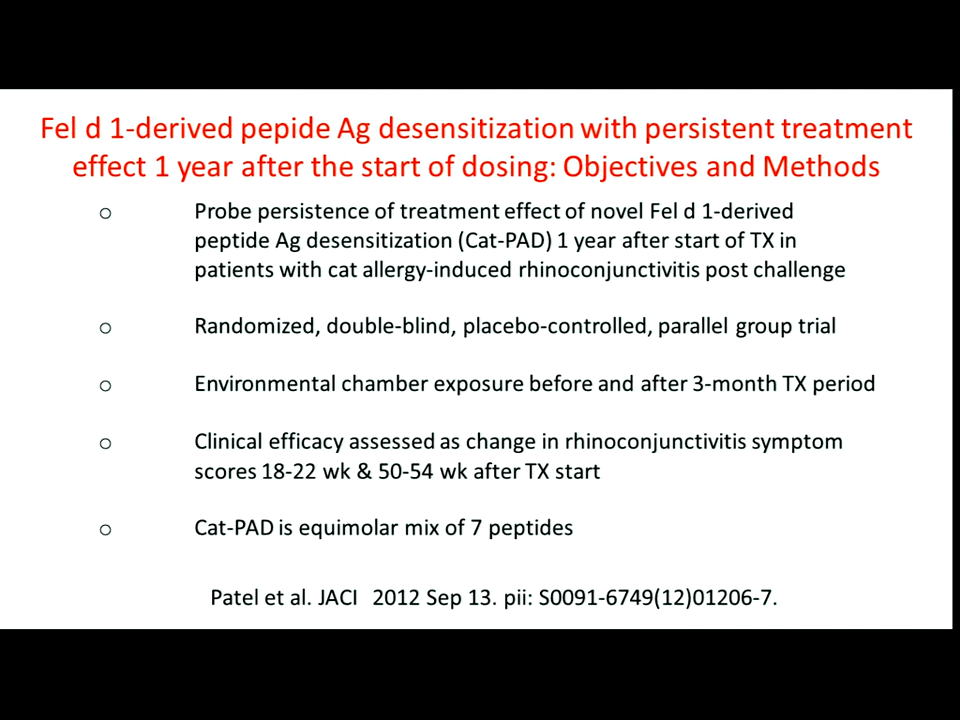 Fel d 1-derived pepide Ag desensitization with persistent treatment
effect 1 year after the start of dosing: Objectives and Methods
o Probe persistence of treatment effect of novel Fel d 1-derived
peptide Ag desensitization (Cat-PAD) 1 year after start of TX in
patients with cat allergy-induced rhinoconjunctivitis post challenge
o Randomized, double-blind, placebo-controlled, parallel group trial
o Environmental chamber exposure before and after 3-month TX period
o Clinical efficacy assessed as change in rhinoconjunctivitis symptom
scores 18-22 wk & 50-54 wk after TX start
o Cat-PAD is equimolar mix of 7 peptides
Patel et al. JACI 2012 Sep 13. pii: S0091-6749(12)01206-7.